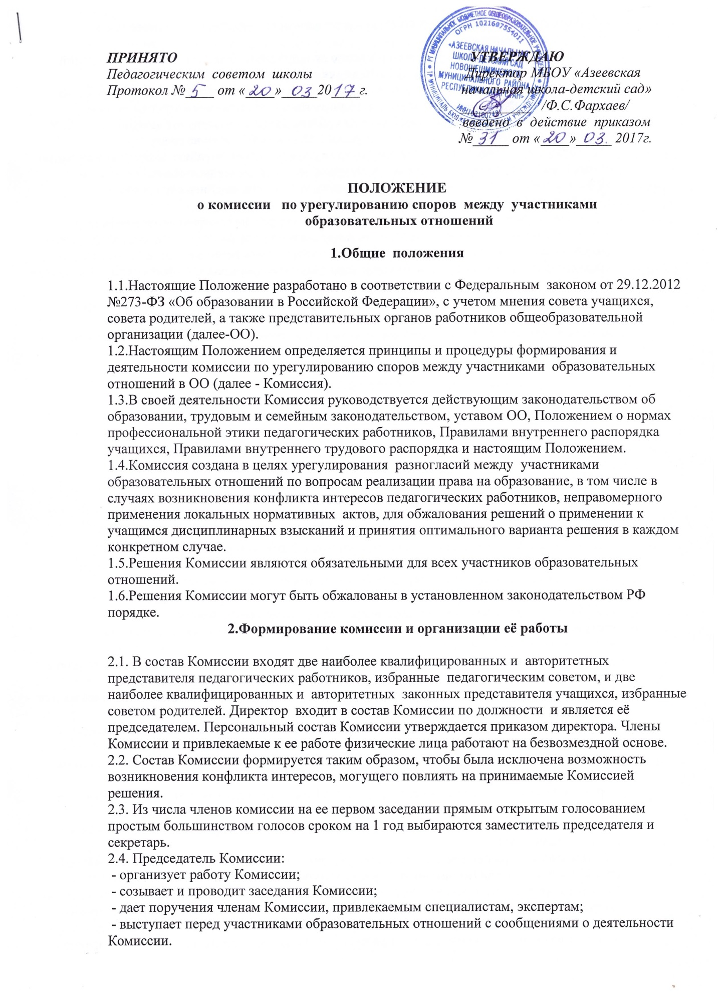 ПРИНЯТО
Педагогическим советом школы
Протокол № 5 от « 20 » 03 2017 г.
УТВЕРЖДАЮ
Директор МБОУ «Азеевская
начальная школа-детский сад»
/Ф.С.Фархаев/
введено в действие приказом
№ 31 от « 20 » 03. 2017г.
ОГРН 1021607554011
«АЗЕЕВСКАЯ НАЧАЛЬНАЯ
ШКОЛА-ДЕТСКИЙ САД
НОВОШЕШМИНСКОГО
МУНИЦИПАЛЬНОГО РАЙОНА
ПОЛОЖЕНИЕ
о комиссии по урегулированию споров между участниками
образовательных отношений
1.Общие положения
1.1.Настоящие Положение разработано в соответствии с Федеральным законом от 29.12.2012
№273-ФЗ «Об образовании в Российской Федерации», с учетом мнения совета учащихся,
совета родителей, а также представительных органов работников общеобразовательной
организации (далее-ОО).
1.2.Настоящим Положением определяется принципы и процедуры формирования и
деятельности комиссии по урегулированию споров между участниками образовательных
отношений в ОО (далее - Комиссия).
1.3.В своей деятельности Комиссия руководствуется действующим законодательством об
образовании, трудовым и семейным законодательством, уставом ОО, Положением о нормах
профессиональной этики педагогических работников, Правилами внутреннего распорядка
учащихся, Правилами внутреннего трудового распорядка и настоящим Положением.
1.4.Комиссия создана в целях урегулирования разногласий между участниками
образовательных отношений по вопросам реализации права на образование, в том числе в
случаях возникновения конфликта интересов педагогических работников, неправомерного
применения локальных нормативных актов, для обжалования решений о применении к
учащимся дисциплинарных взысканий и принятия оптимального варианта решения в каждом
конкретном случае.
1.5.Решения Комиссии являются обязательными для всех участников образовательных
отношений.
1.6.Решения Комиссии могут быть обжалованы в установленном законодательством РФ
порядке.
2.Формирование комиссии и организации её работы
2.1. В состав Комиссии входят две наиболее квалифицированных и авторитетных
представителя педагогических работников, избранные педагогическим советом, и две
наиболее квалифицированных и авторитетных законных представителя учащихся, избранные
советом родителей. Директор входит в состав Комиссии по должности и является её
председателем. Персональный состав Комиссии утверждается приказом директора. Члены
Комиссии и привлекаемые к ее работе физические лица работают на безвозмездной основе.
2.2. Состав Комиссии формируется таким образом, чтобы была исключена возможность
возникновения конфликта интересов, могущего повлиять на принимаемые Комиссией
решения.
2.3. Из числа членов комиссии на ее первом заседании прямым открытым голосованием
простым большинством голосов сроком на 1 год выбираются заместитель председателя и
секретарь.
2.4. Председатель Комиссии:
- организует работу Комиссии;
- созывает и проводит заседания Комиссии;
- дает поручения членам Комиссии, привлекаемым специалистам, экспертам;
- выступает перед участниками образовательных отношений с сообщениями о деятельности
Комиссии.